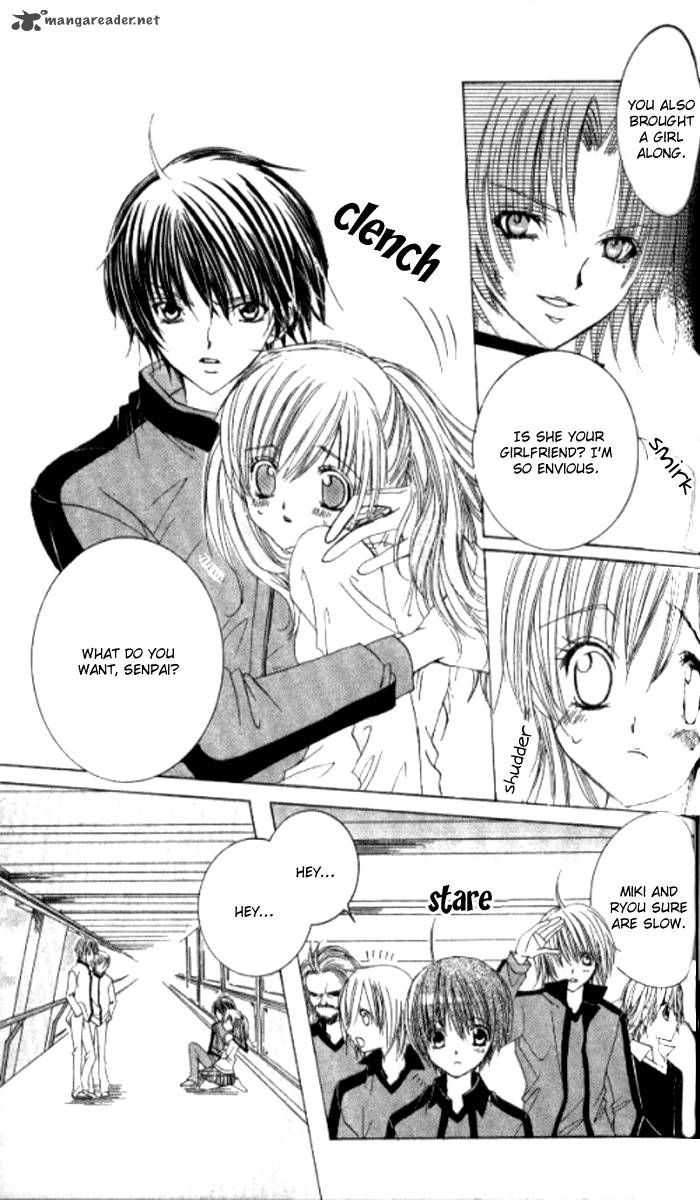 mangareader.net
YOU ALSO
BROUGHT
A GIRL
ALONG.
clench
IS SHE YOUR
GIRLFRIEND? I'M
SO ENVIOUS.
smirk
WHAT DO YOU
WANT, SENPAI?
shudder
MIKI AND
RYOU SURE
ARE SLOW.
stare
HEY...
HEY...